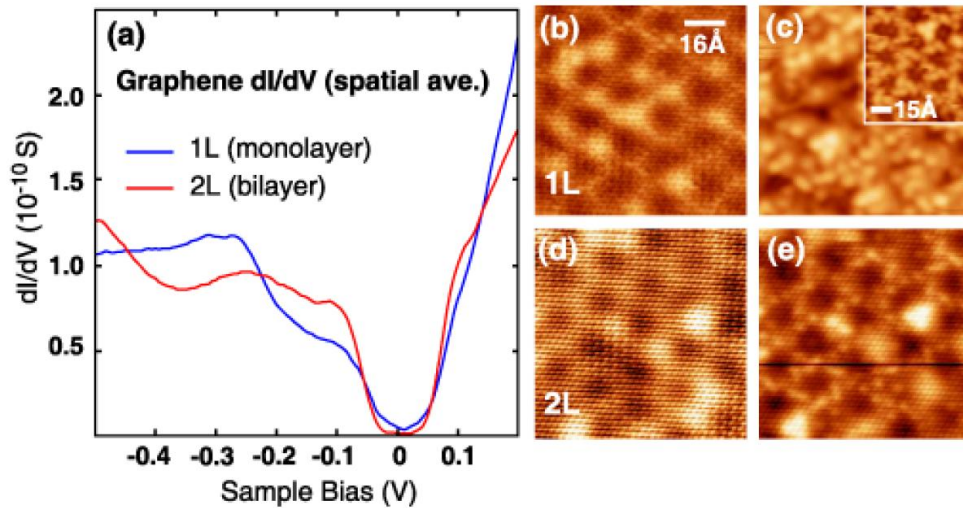 (a)
Graphene dI/dV (spatial ave.)
1L (monolayer)
2L (bilayer)
dI/dV (10⁻¹⁰ S)
2.0
1.5
1.0
0.5
-0.4 -0.3 -0.2 -0.1 0 0.1
Sample Bias (V)
(b)
16Å
1L
(c)
15Å
(d)
2L
(e)